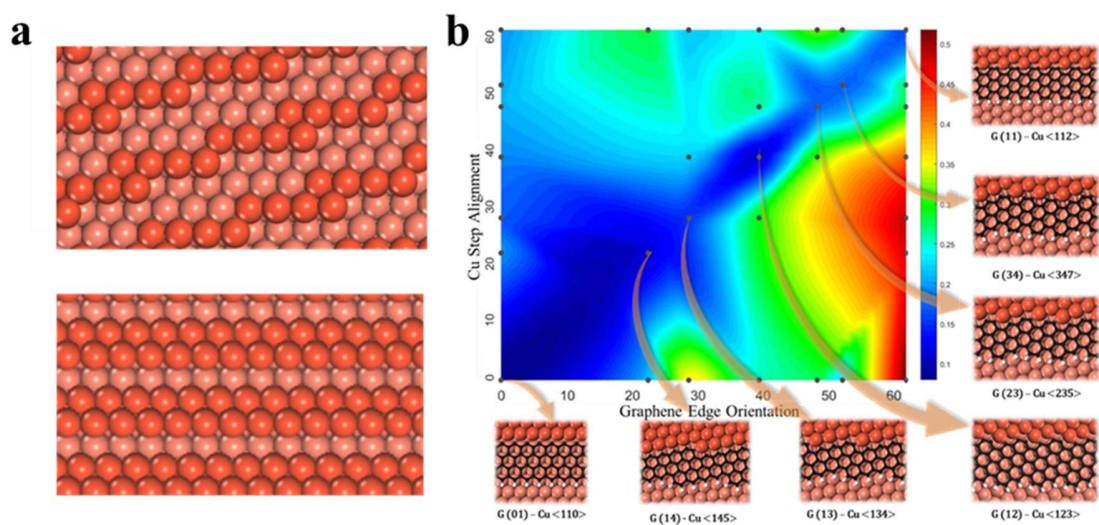 a
b
60
50
40
30
20
10
0
Cu Step Alignment
0 10 20 30 40 50 60
Graphene Edge Orientation
0.5
0.45
0.4
0.35
0.3
0.25
0.2
0.15
0.1
G (11) – Cu <112>
G (34) – Cu <347>
G (23) – Cu <235>
G (01) – Cu <110>
G (14) – Cu <145>
G (13) – Cu <134>
G (12) – Cu <123>